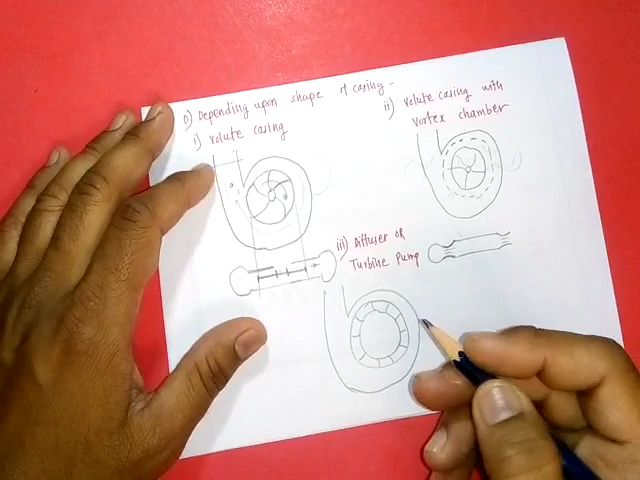 D) Depending upon shape of casing -
i) Volute casing
ii) Volute casing with
Vortex chamber
iii) Diffuser or
Turbine Pump